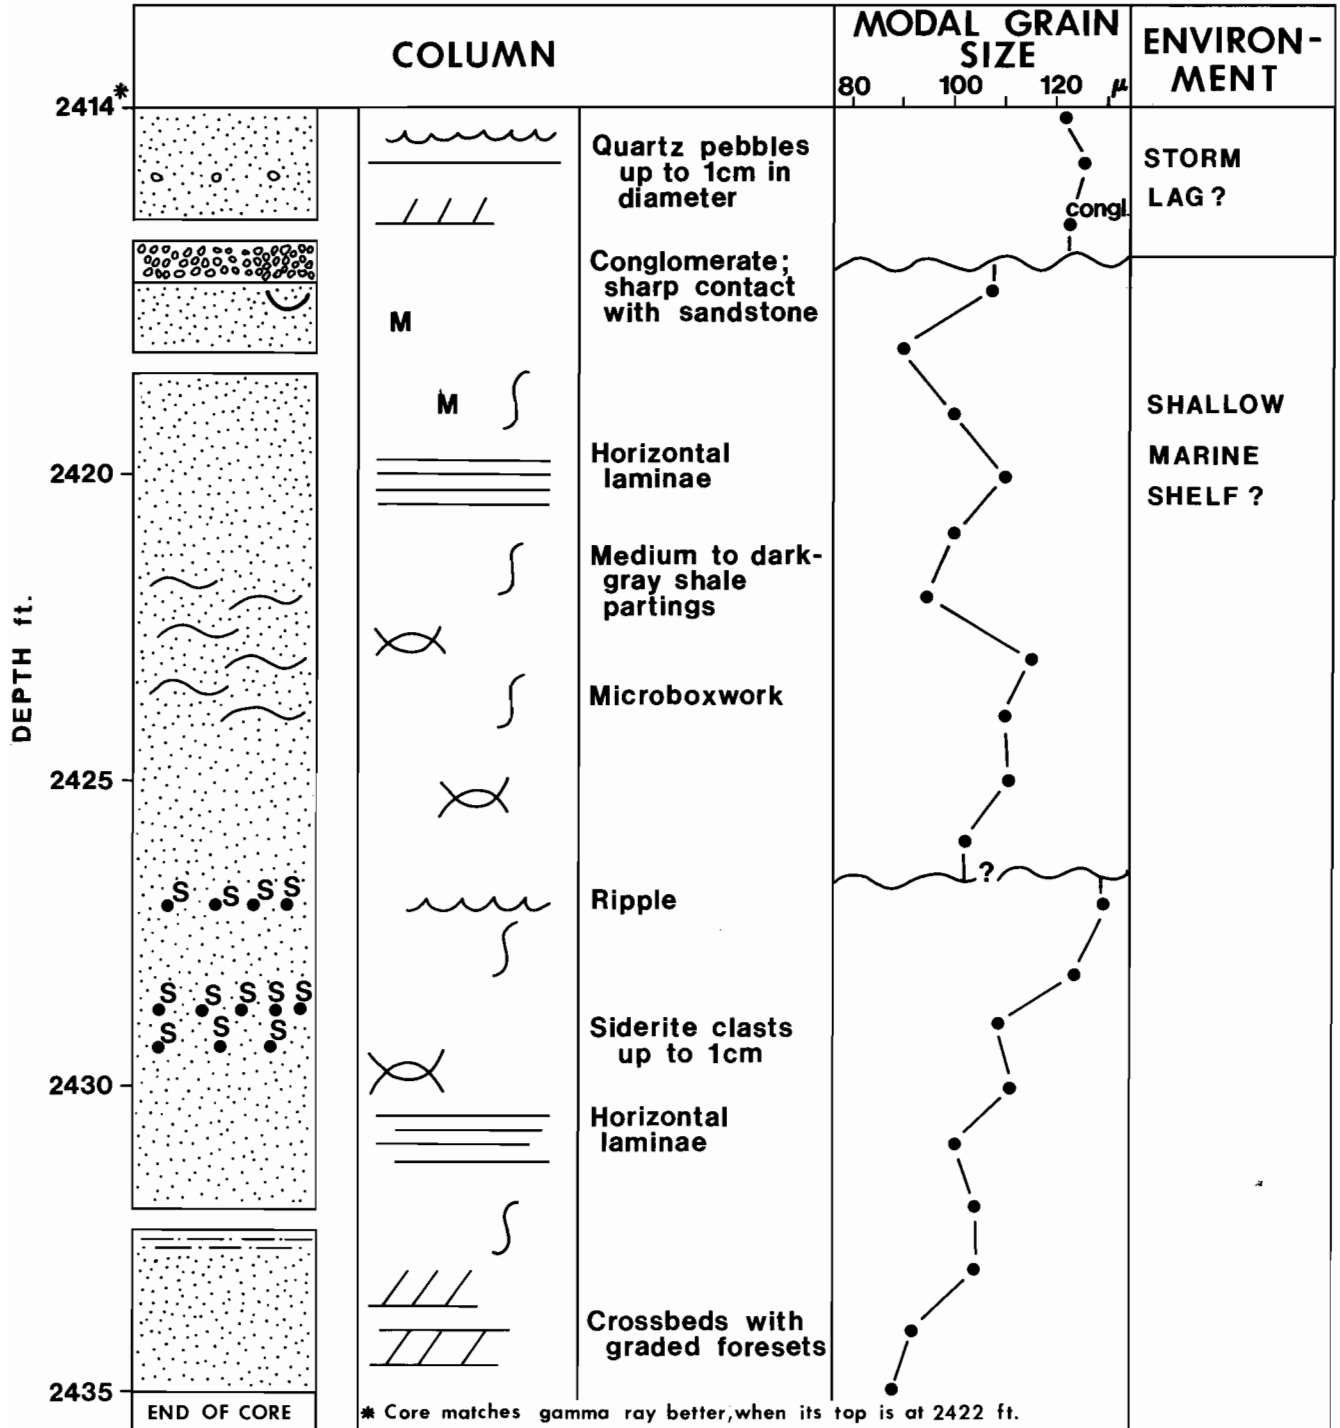 COLUMN
MODAL GRAIN
SIZE
80 100 120 μ
ENVIRON-
MENT
DEPTH ft.
2414*
Quartz pebbles
up to 1cm in
diameter
congl.
STORM
LAG ?
Conglomerate;
sharp contact
with sandstone
M
M
SHALLOW
MARINE
SHELF ?
2420
Horizontal
laminae
Medium to dark-
gray shale
partings
Microboxwork
2425
?
S S S S
Ripple
S S S S S
S S S
Siderite clasts
up to 1cm
2430
Horizontal
laminae
Crossbeds with
graded foresets
2435
END OF CORE
* Core matches gamma ray better, when its top is at 2422 ft.